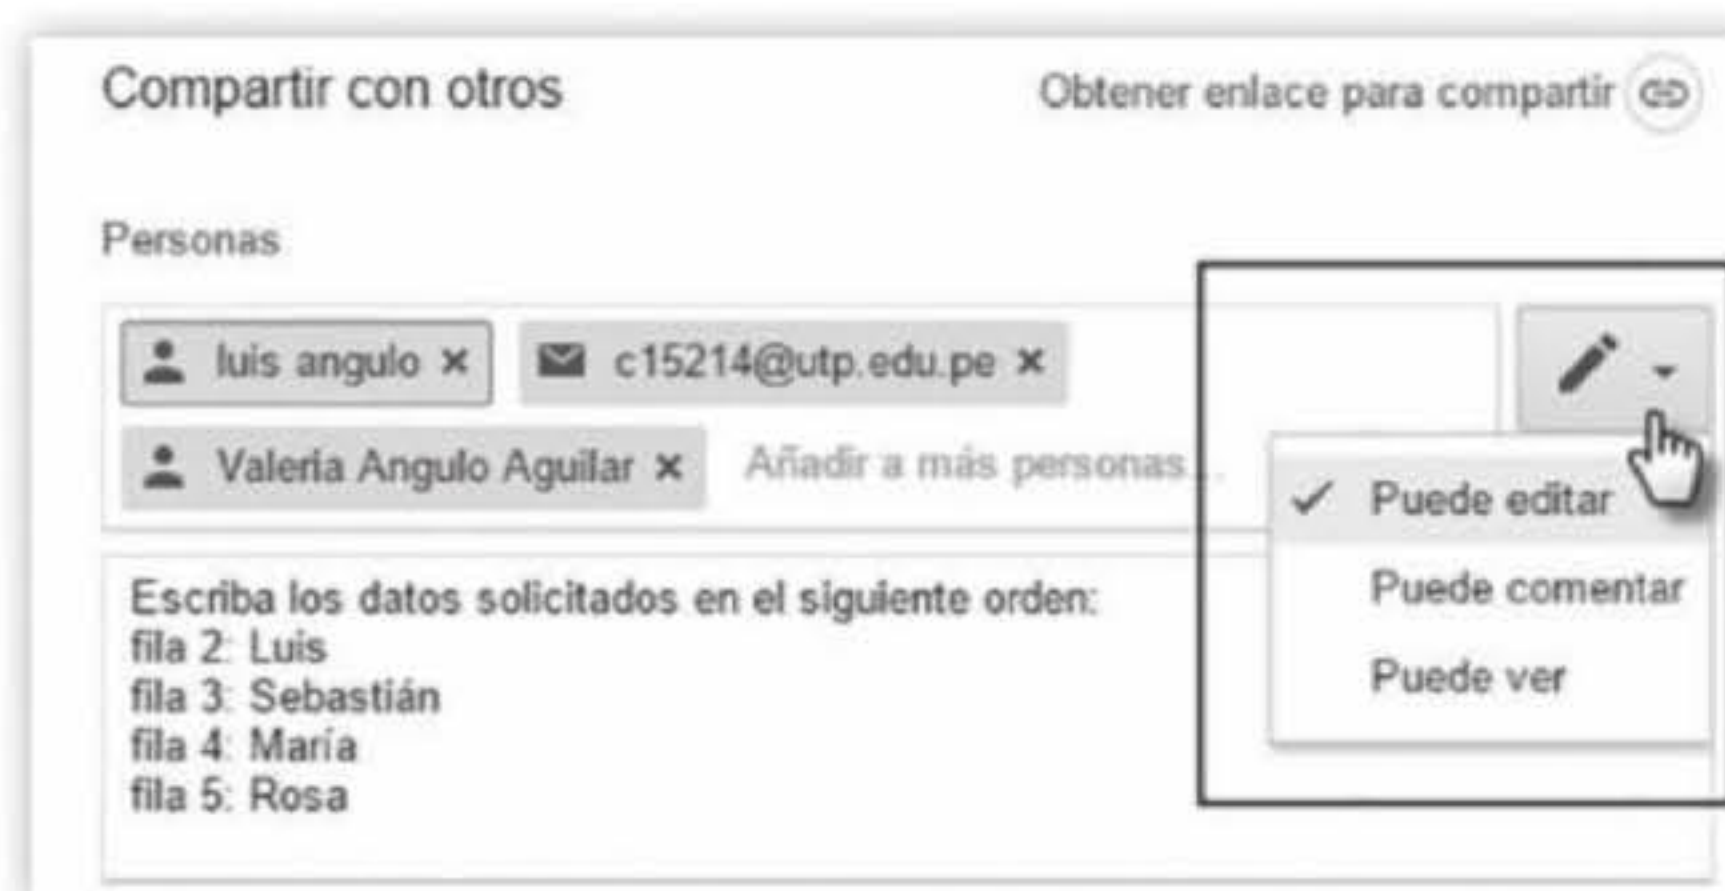 Compartir con otros
Obtener enlace para compartir
Personas
luis angulo ×
c15214@utp.edu.pe ×
Valeria Angulo Aguilar ×
Añadir a más personas...
Puede editar
Puede comentar
Puede ver
Escriba los datos solicitados en el siguiente orden:
fila 2: Luis
fila 3: Sebastián
fila 4: María
fila 5: Rosa